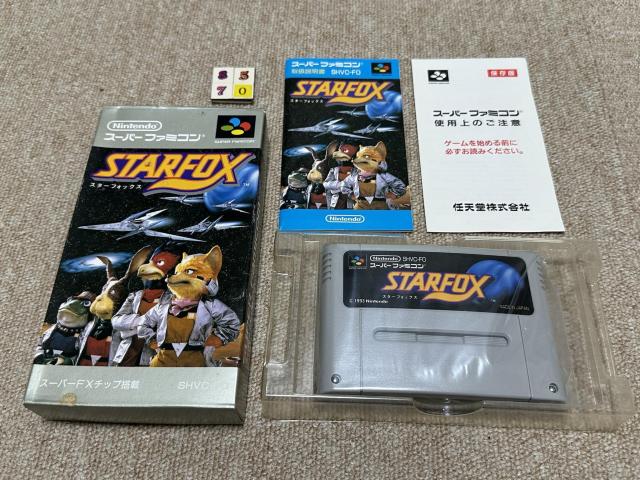 8 5
7 0
Nintendo
スーパーファミコン
SUPER FAMICOM
STARFOX
スターフォックス
スーパーFXチップ搭載
SHVC
スーパーファミコン
取扱説明書 SHVC-FO
STARFOX
スターフォックス
Nintendo
保存版
スーパーファミコン
使用上のご注意
ゲームを始める前に
必ずお読みください。
任天堂株式会社
Nintendo SHVC-FO
スーパーファミコン
STARFOX
スターフォックス
© 1993 Nintendo
MADE IN JAPAN